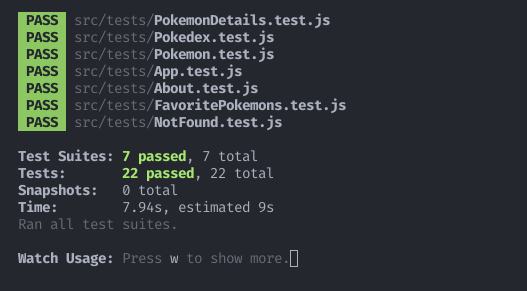 PASS src/tests/PokemonDetails.test.js
PASS src/tests/Pokedex.test.js
PASS src/tests/Pokemon.test.js
PASS src/tests/App.test.js
PASS src/tests/About.test.js
PASS src/tests/FavoritePokemons.test.js
PASS src/tests/NotFound.test.js
Test Suites: 7 passed, 7 total
Tests: 22 passed, 22 total
Snapshots: 0 total
Time: 7.94s, estimated 9s
Ran all test suites.
Watch Usage: Press w to show more.